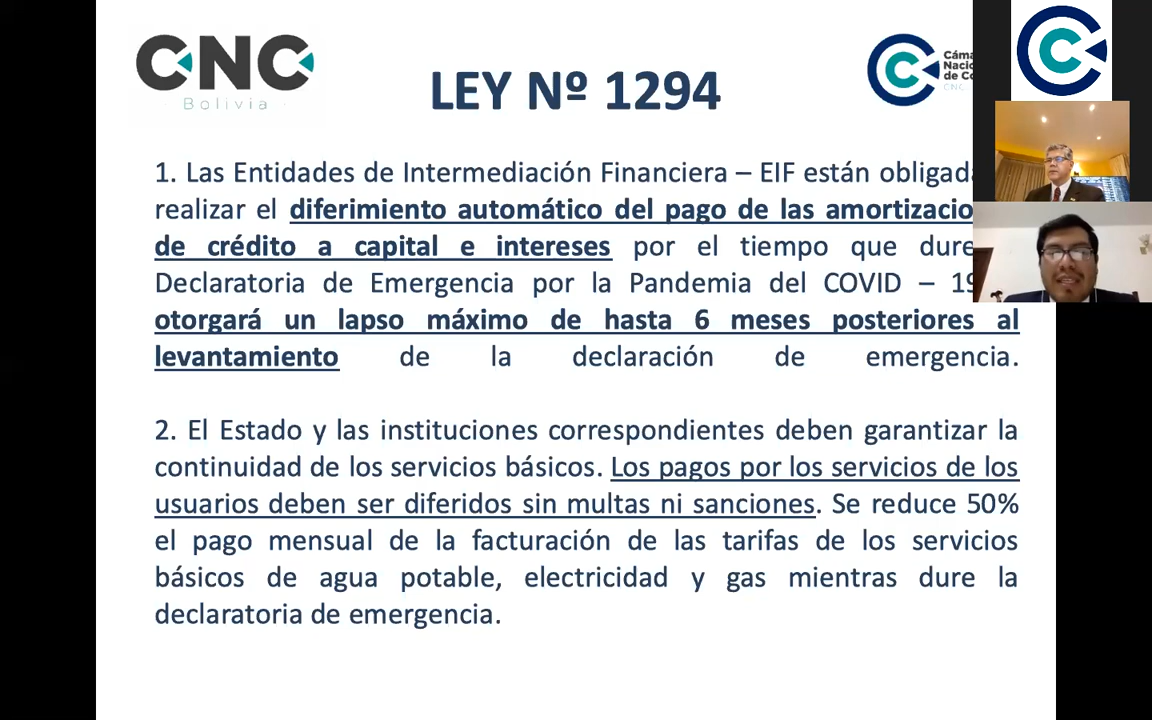 CNC
Bolivia
LEY Nº 1294
1. Las Entidades de Intermediación Financiera – EIF están
realizar el diferimiento automático del pago de las
de crédito a capital e intereses por el tiempo que
Declaratoria de Emergencia por la Pandemia del COVID –
otorgará un lapso máximo de hasta 6 meses posteriores al
levantamiento de la declaración de emergencia.
2. El Estado y las instituciones correspondientes deben garantizar la
continuidad de los servicios básicos. Los pagos por los servicios de los
usuarios deben ser diferidos sin multas ni sanciones. Se reduce 50%
el pago mensual de la facturación de las tarifas de los servicios
básicos de agua potable, electricidad y gas mientras dure la
declaratoria de emergencia.